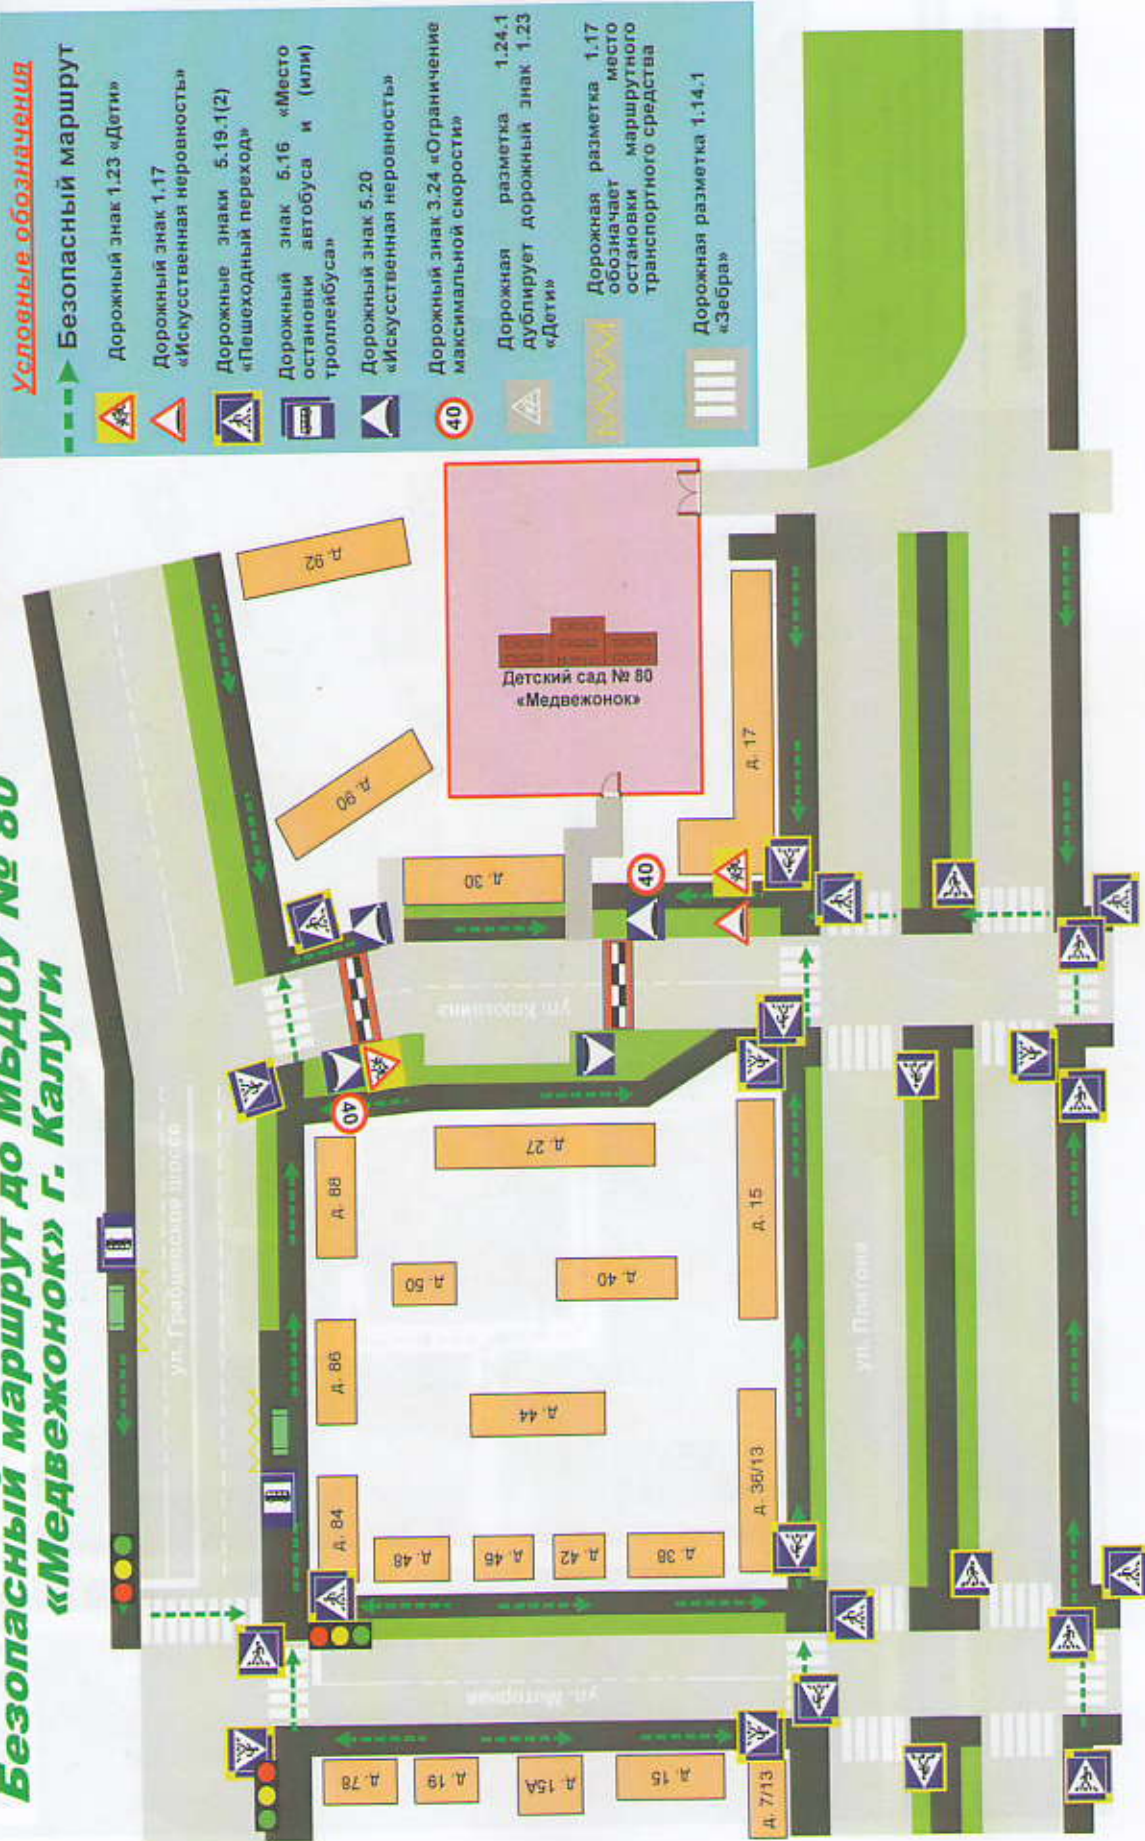 Безопасный маршрут до МБДОУ № 80
«Медвежонок» г. Калуги
Условные обозначения
Безопасный маршрут
Дорожный знак 1.23 «Дети»
Дорожный знак 1.17
«Искусственная неровность»
Дорожные знаки 5.19.1(2)
«Пешеходный переход»
Дорожный знак 5.16 «Место
остановки автобуса и (или)
троллейбуса»
Дорожный знак 5.20
«Искусственная неровность»
40
Дорожный знак 3.24 «Ограничение
максимальной скорости»
Дорожная разметка 1.24.1
дублирует дорожный знак 1.23
«Дети»
Дорожная разметка 1.17
обозначает место
остановки маршрутного
транспортного средства
Дорожная разметка 1.14.1
«Зебра»
ул. Грабцевское шоссе
д. 92
д. 90
д. 30
Детский сад № 80
«Медвежонок»
д. 17
40
40
д. 88
д. 27
д. 50
д. 40
д. 15
д. 86
д. 44
д. 84
д. 48
д. 46
д. 42
д. 38
д. 36/13
ул. Платова
ул. Моторная
д. 78
д. 19
д. 15А
д. 15
д. 7/13